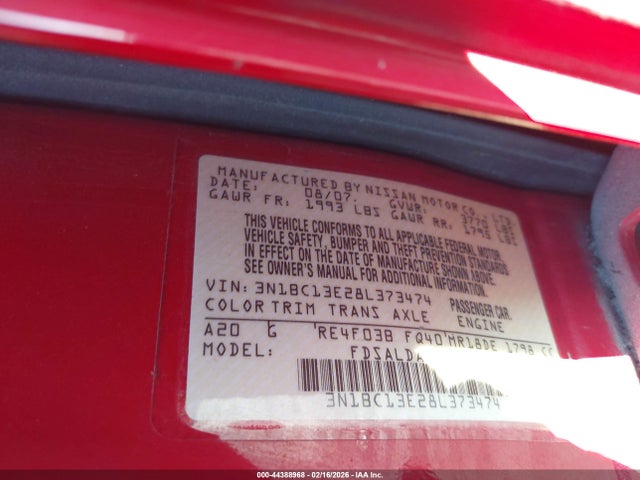 MANUFACTURED BY NISSAN MOTOR CO., LTD
DATE: 08/07. GVWR: LBS
GAWR FR: 1993 LBS GAWR RR: 1792 LBS
THIS VEHICLE CONFORMS TO ALL APPLICABLE FEDERAL MOTOR
VEHICLE SAFETY, BUMPER AND THEFT PREVENTION STANDARDS
IN EFFECT ON THE DATE OF MANUFACTURE SHOWN ABOVE.
SEE OWNER'S MANUAL FOR ADDITIONAL INFORMATION.
VIN: 3N1BC13E28L373474 PASSENGER CAR.
COLOR TRIM TRANS AXLE ENGINE
A20 G 'RE4F03B FQ40'MR18DE 1798 CC
MODEL: FDSALDA
3N1BC13E28L373474
000-44388968 - 02/16/2026 - IAA Inc.